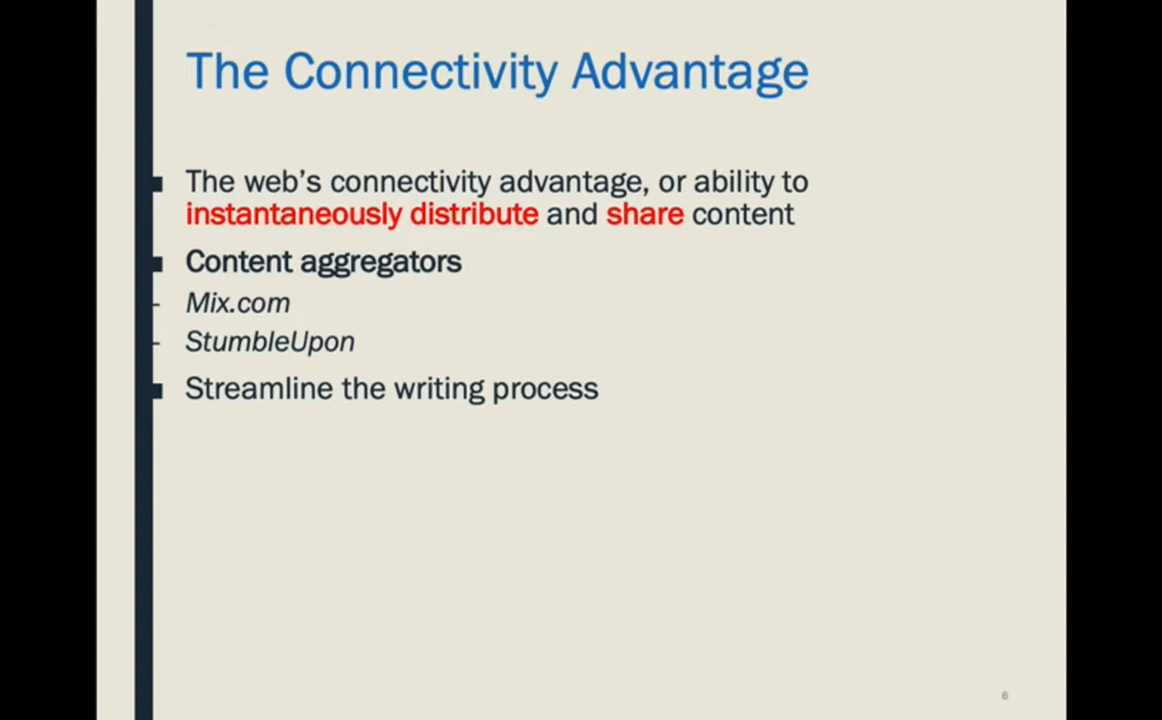 The Connectivity Advantage
The web's connectivity advantage, or ability to
instantaneously distribute and share content
Content aggregators
Mix.com
StumbleUpon
Streamline the writing process
6